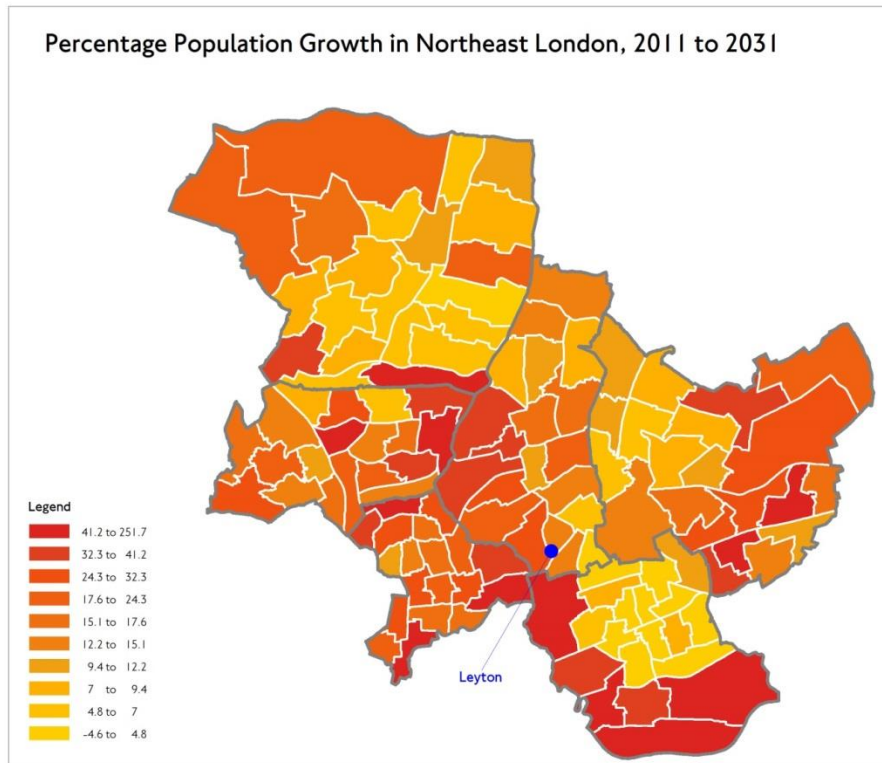 Percentage Population Growth in Northeast London, 2011 to 2031
Legend
41.2 to 251.7
32.3 to 41.2
24.3 to 32.3
17.6 to 24.3
15.1 to 17.6
12.2 to 15.1
9.4 to 12.2
7 to 9.4
4.8 to 7
-4.6 to 4.8
Leyton